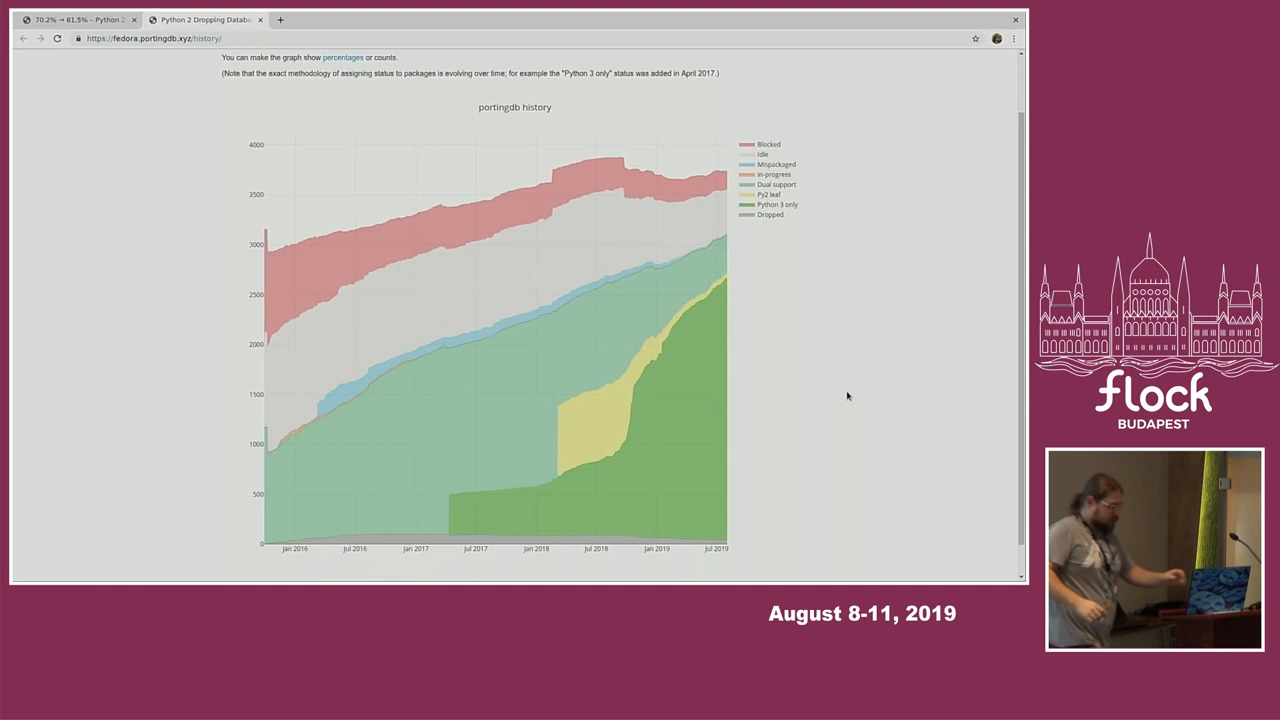 70.2% → 81.5% – Python 2
Python 2 Dropping Databa
https://fedora.portingdb.xyz/history/
You can make the graph show percentages or counts.
(Note that the exact methodology of assigning status to packages is evolving over time; for example the "Python 3 only" status was added in April 2017.)
portingdb history
4000
3500
3000
2500
2000
1500
1000
500
0
Jan 2016
Jul 2016
Jan 2017
Jul 2017
Jan 2018
Jul 2018
Jan 2019
Jul 2019
Blocked
Idle
Mispackaged
in-progress
Dual support
Py2 leaf
Python 3 only
Dropped
flock
BUDAPEST
August 8-11, 2019